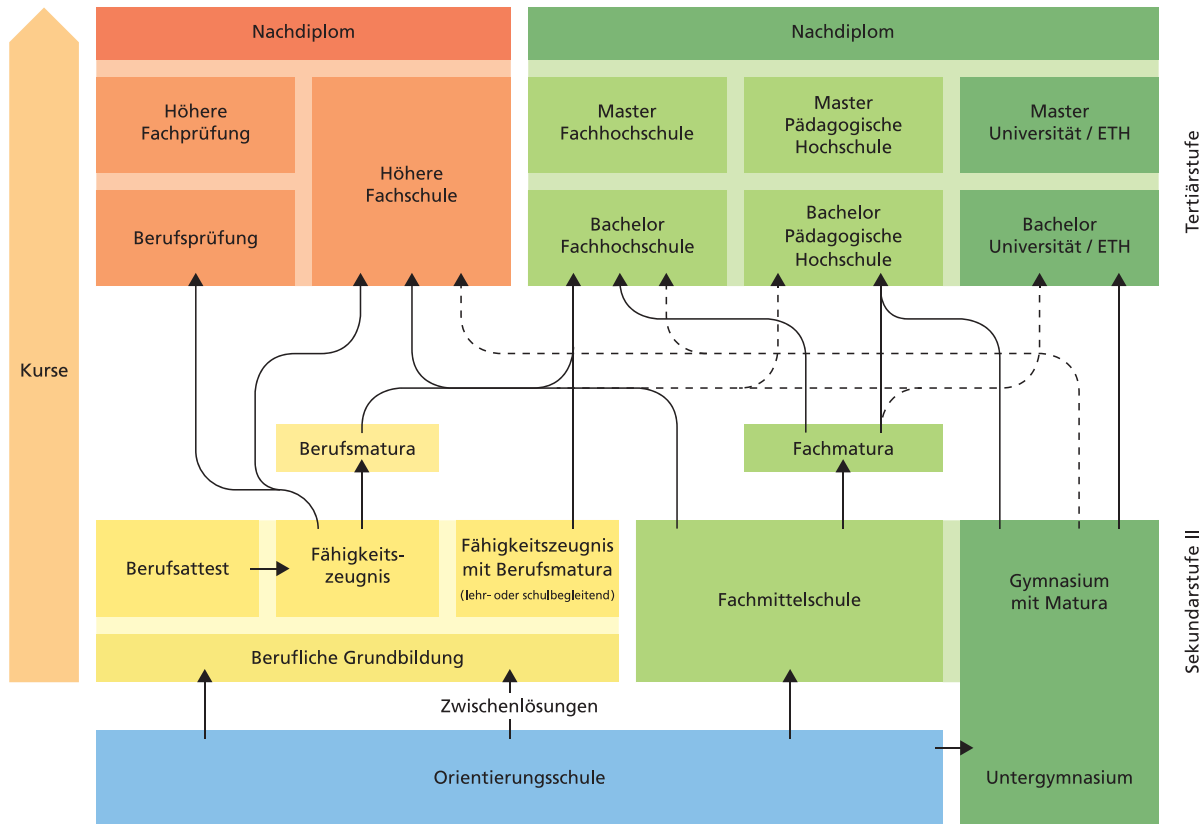 Nachdiplom
Nachdiplom
Höhere
Fachprüfung
Höhere
Fachschule
Master
Fachhochschule
Master
Pädagogische
Hochschule
Master
Universität / ETH
Berufsprüfung
Bachelor
Fachhochschule
Bachelor
Pädagogische
Hochschule
Bachelor
Universität / ETH
Tertiärstufe
Kurse
Berufsmatura
Fachmatura
Berufsattest
Fähigkeits-
zeugnis
Fähigkeitszeugnis
mit Berufsmatura
(lehr- oder schulbegleitend)
Fachmittelschule
Gymnasium
mit Matura
Sekundarstufe II
Berufliche Grundbildung
Zwischenlösungen
Orientierungsschule
Untergymnasium